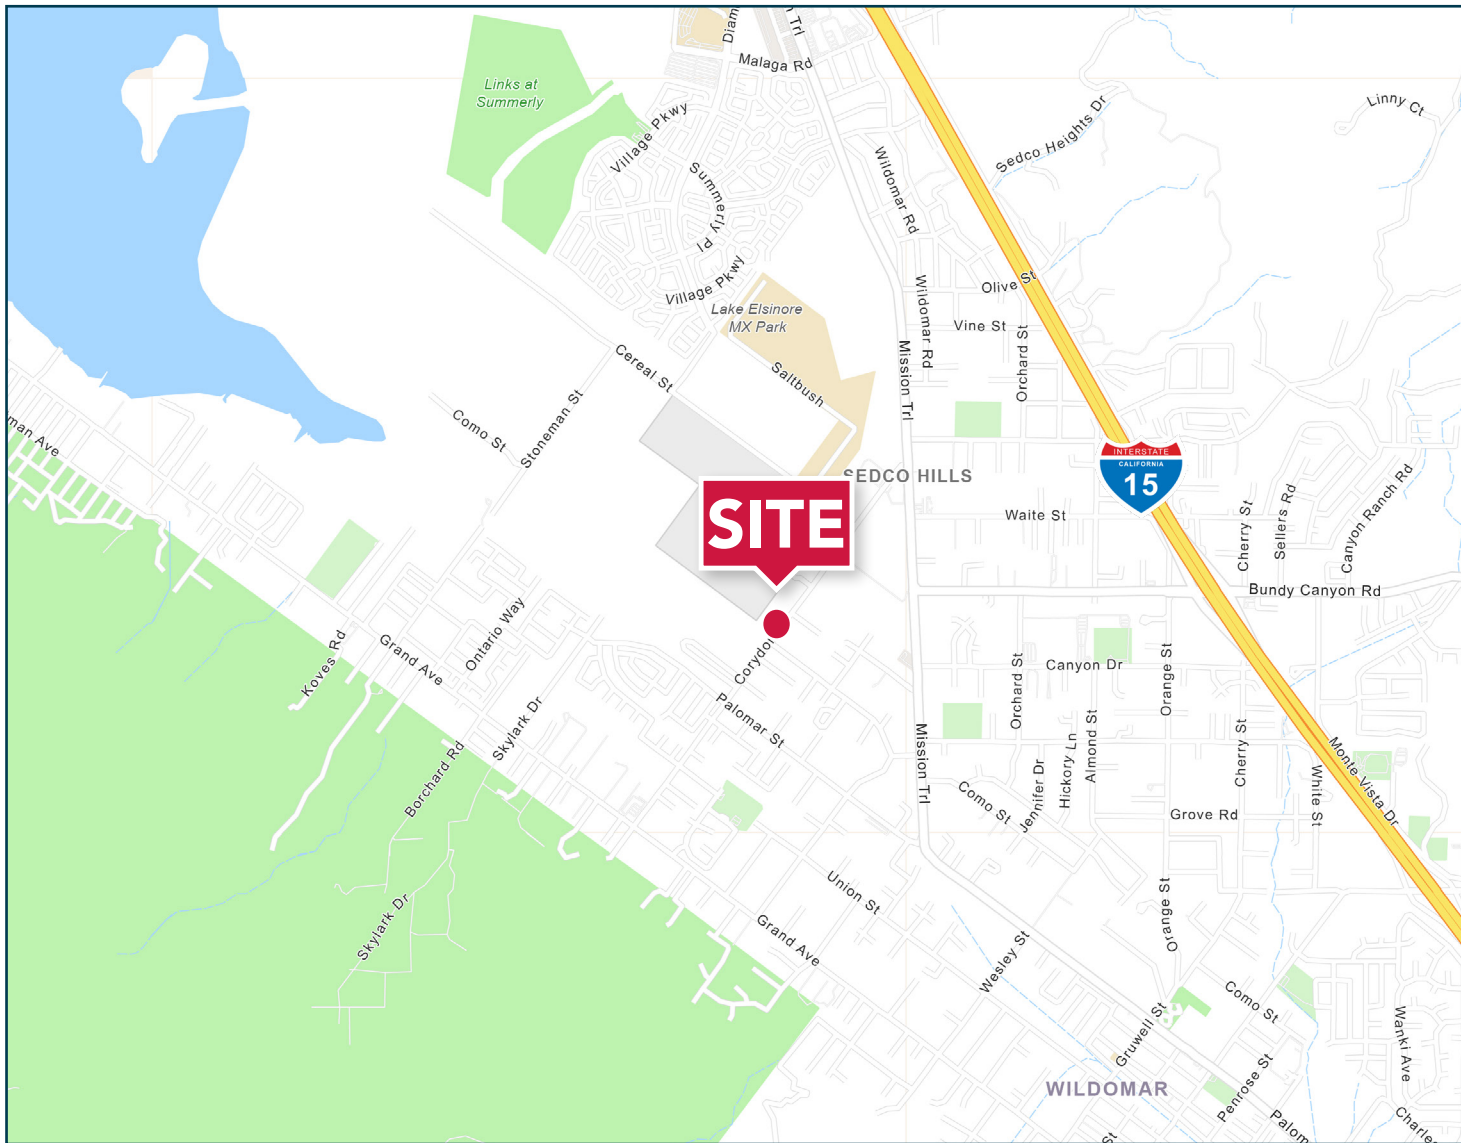 Links at
Summerly
Malaga Rd
Village Pkwy
Summerly Pl
Village Pkwy
Lake Elsinore
MX Park
Saltbush
Cereal St
Stoneman St
Como St
Sedco Heights Dr
Linny Ct
Wildomar Rd
Wildomar Rd
Olive St
Vine St
Orchard St
Mission Trl
SEDCO HILLS
INTERSTATE
CALIFORNIA
15
Waite St
Cherry St
Sellers Rd
Canyon Ranch Rd
Bundy Canyon Rd
SITE
Grand Ave
Koves Rd
Ontario Way
Skylark Dr
Borchard Rd
Skylark Dr
Palomar St
Canyon Dr
Orchard St
Orange St
Mission Trl
Hickory Ln
Almond St
Jennifer Dr
Como St
Cherry St
White St
Monte Vista Dr
Grove Rd
Union St
Grand Ave
Wesley St
Orange St
Como St
Gruwell St
Penrose St
Wanki Ave
WILDOMAR